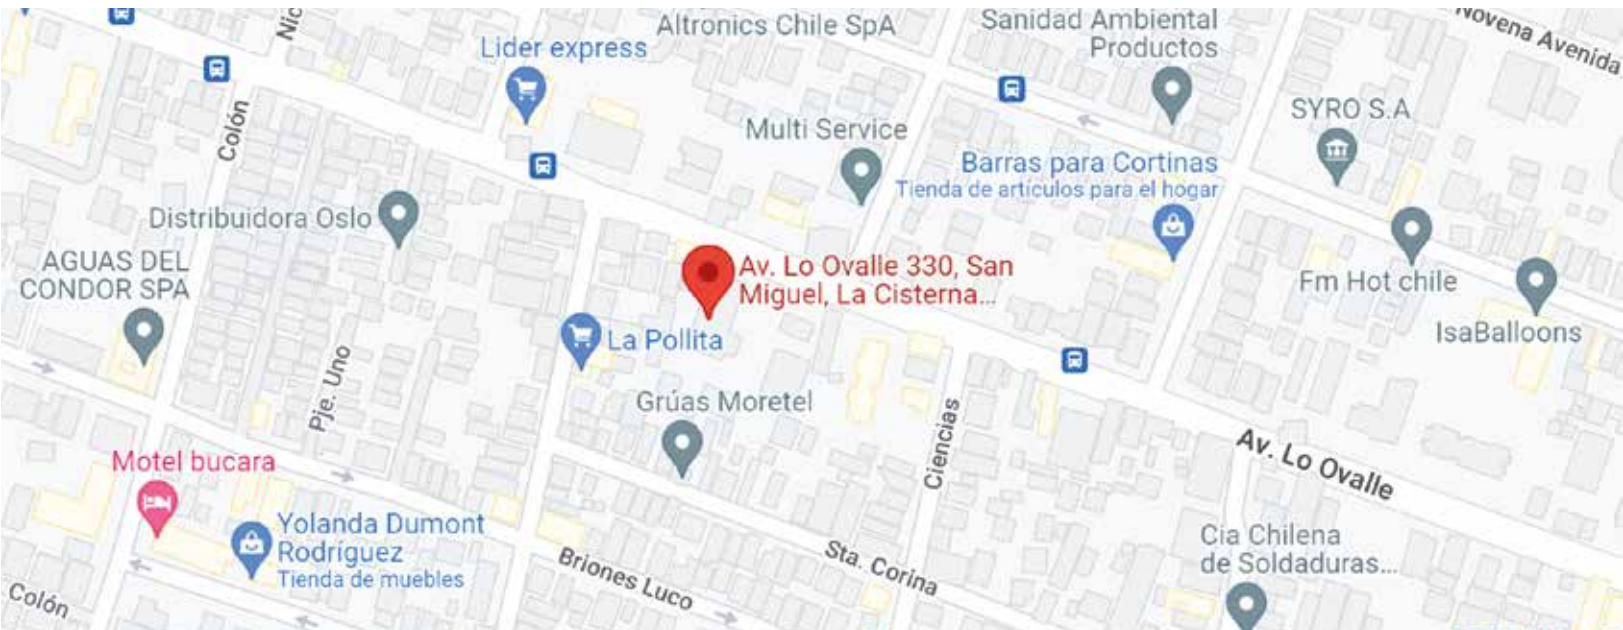 Altronics Chile SpA
Sanidad Ambiental
Productos
Novena Avenida
Nic
Lider express
Colón
Multi Service
SYRO S.A
Barras para Cortinas
Tienda de artículos para el hogar
Distribuidora Oslo
AGUAS DEL
CONDOR SPA
Av. Lo Ovalle 330, San
Miguel, La Cisterna...
Fm Hot chile
IsaBalloons
La Pollita
Pje. Uno
Grúas Moretel
Ciencias
Av. Lo Ovalle
Motel bucara
Yolanda Dumont
Rodríguez
Tienda de muebles
Briones Luco
Sta. Corina
Cia Chilena
de Soldaduras...
Colón